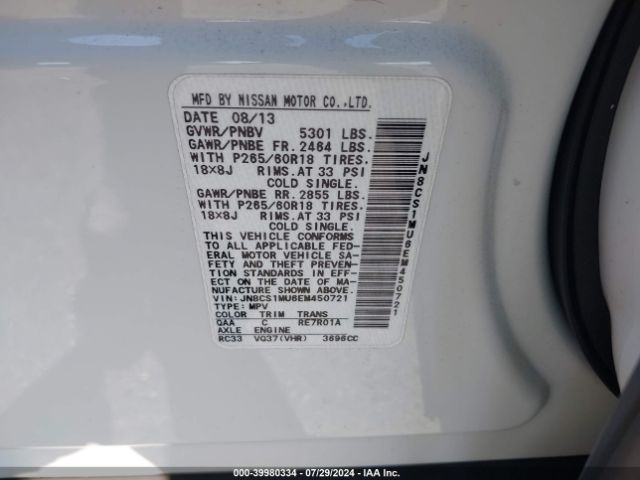 MFD BY NISSAN MOTOR CO.,LTD.
DATE 08/13
GVWR/PNBV 5301 LBS.
GAWR/PNBE FR. 2464 LBS.
WITH P265/60R18 TIRES.
18X8J RIMS.AT 33 PSI
COLD SINGLE.
GAWR/PNBE RR. 2855 LBS.
WITH P265/60R18 TIRES.
18X8J RIMS.AT 33 PSI
COLD SINGLE.
THIS VEHICLE CONFORMS
TO ALL APPLICABLE FED-
ERAL MOTOR VEHICLE SA-
FETY AND THEFT PREVEN-
TION STANDARDS IN EFF-
ECT ON THE DATE OF MA-
NUFACTURE SHOWN ABOVE.
VIN:JN8CS1MU6EM450721
TYPE:MPV
COLOR TRIM TRANS
QAA C RE7R01A
AXLE ENGINE
RC33 VQ37(VHR) 3696CC
JN8CS1MU6EM450721
000-39980334 / 07/29/2024 / IAA Inc.